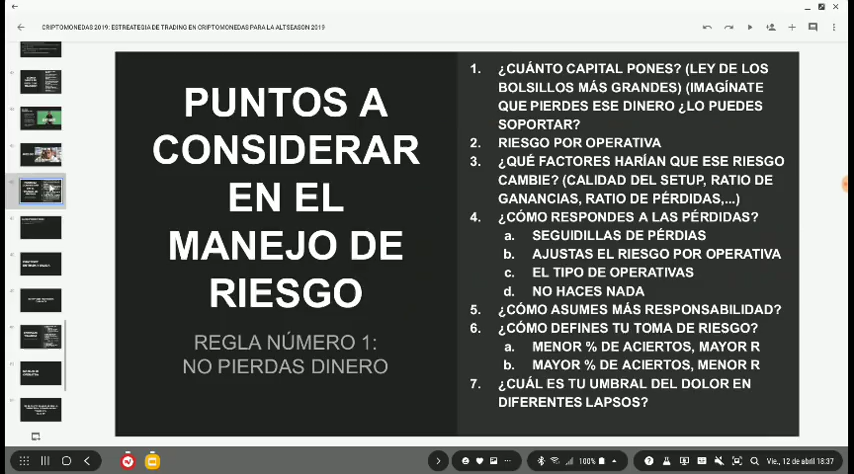 CRIPTOMONEDAS 2019: ESTREATEGIA DE TRADING EN CRIPTOMONEDAS PARA LA ALTSEASON 2019
PUNTOS A
CONSIDERAR
EN EL
MANEJO DE
RIESGO
REGLA NÚMERO 1:
NO PIERDAS DINERO
1. ¿CUÁNTO CAPITAL PONES? (LEY DE LOS
BOLSILLOS MÁS GRANDES) (IMAGÍNATE
QUE PIERDES ESE DINERO ¿LO PUEDES
SOPORTAR?
2. RIESGO POR OPERATIVA
3. ¿QUÉ FACTORES HARÍAN QUE ESE RIESGO
CAMBIE? (CALIDAD DEL SETUP, RATIO DE
GANANCIAS, RATIO DE PÉRDIDAS,...)
4. ¿CÓMO RESPONDES A LAS PÉRDIDAS?
a. SEGUIDILLAS DE PÉRDIAS
b. AJUSTAS EL RIESGO POR OPERATIVA
c. EL TIPO DE OPERATIVAS
d. NO HACES NADA
5. ¿CÓMO ASUMES MÁS RESPONSABILIDAD?
6. ¿CÓMO DEFINES TU TOMA DE RIESGO?
a. MENOR % DE ACIERTOS, MAYOR R
b. MAYOR % DE ACIERTOS, MENOR R
7. ¿CUÁL ES TU UMBRAL DEL DOLOR EN
DIFERENTES LAPSOS?
100%
Vie., 12 de abril 18:37